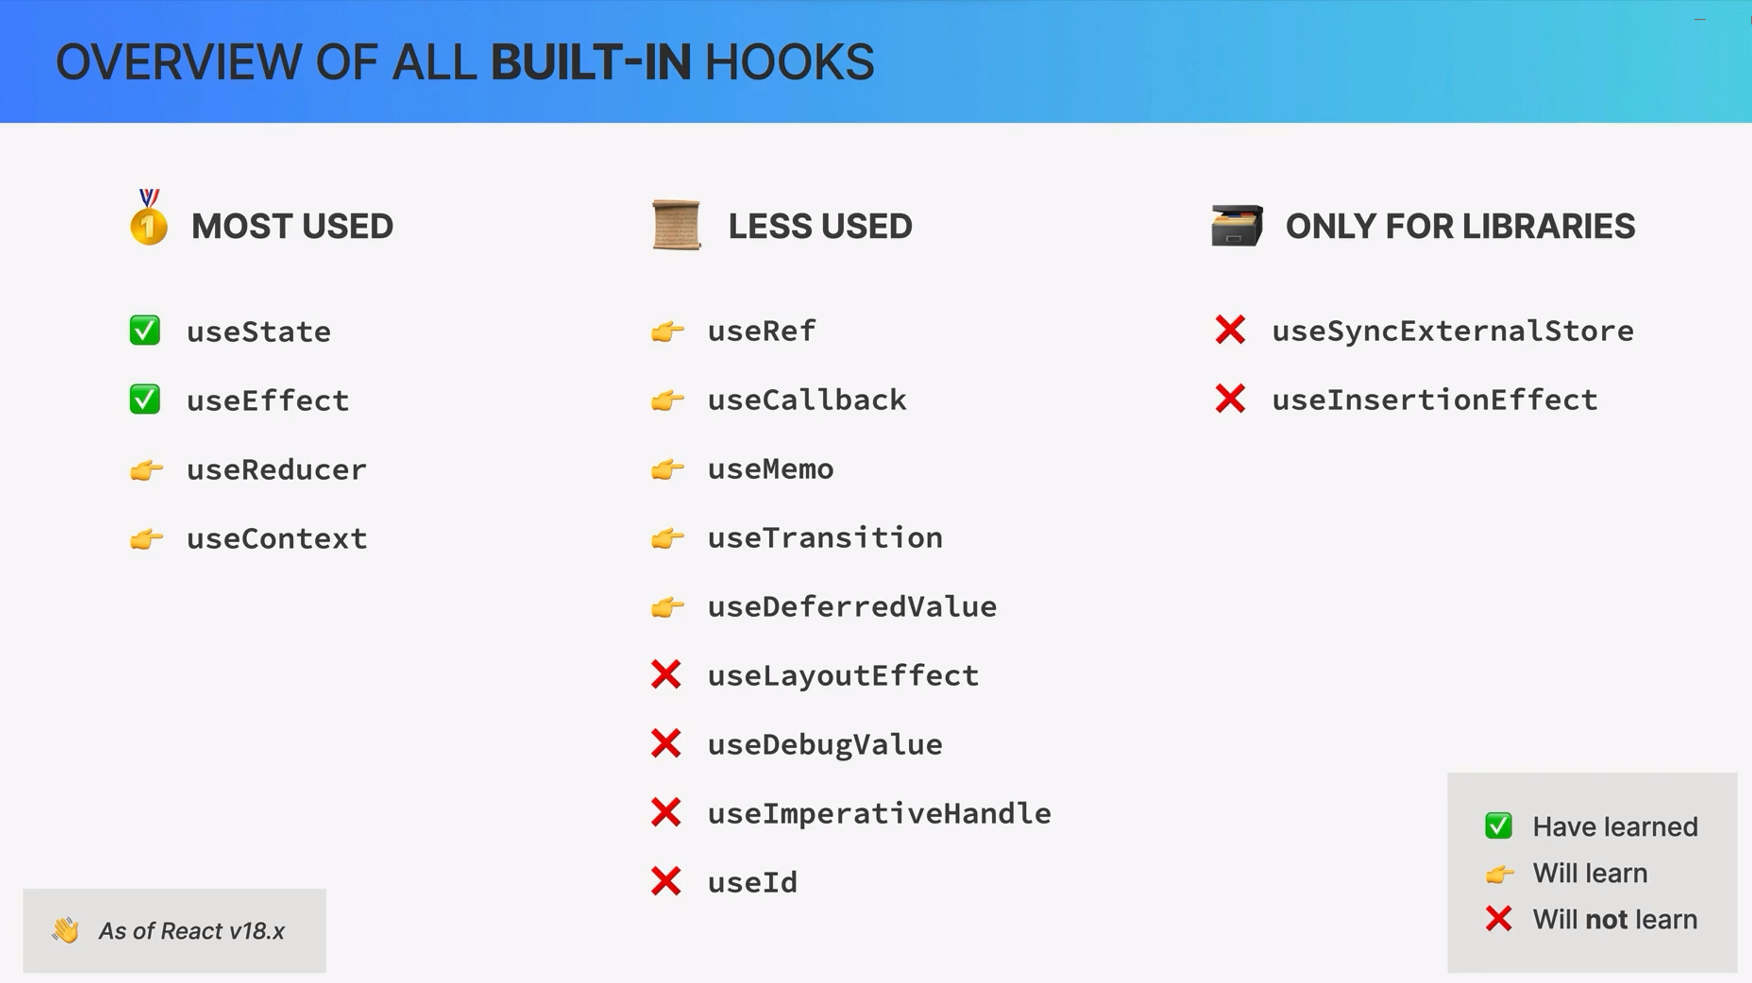 OVERVIEW OF ALL BUILT-IN HOOKS
MOST USED
useState
useEffect
useReducer
useContext
LESS USED
useRef
useCallback
useMemo
useTransition
useDeferredValue
useLayoutEffect
useDebugValue
useImperativeHandle
useId
ONLY FOR LIBRARIES
useSyncExternalStore
useInsertionEffect
As of React v18.x
Have learned
Will learn
Will not learn